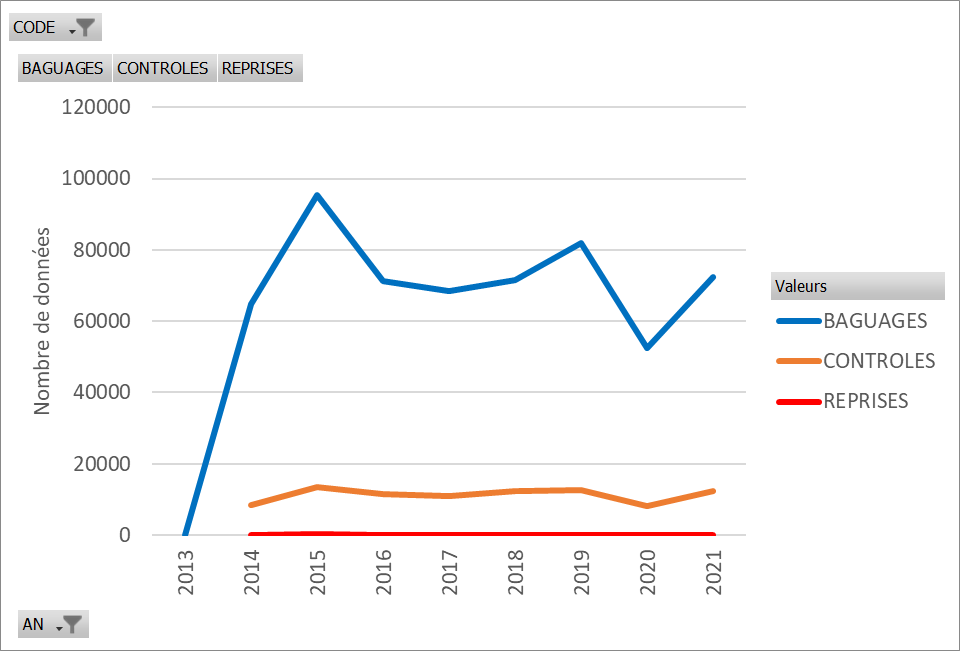 CODE
BAGUAGES CONTROLES REPRISES
120000
100000
80000
60000
40000
20000
0
Nombre de données
2013 2014 2015 2016 2017 2018 2019 2020 2021
Valeurs
BAGUAGES
CONTROLES
REPRISES
AN